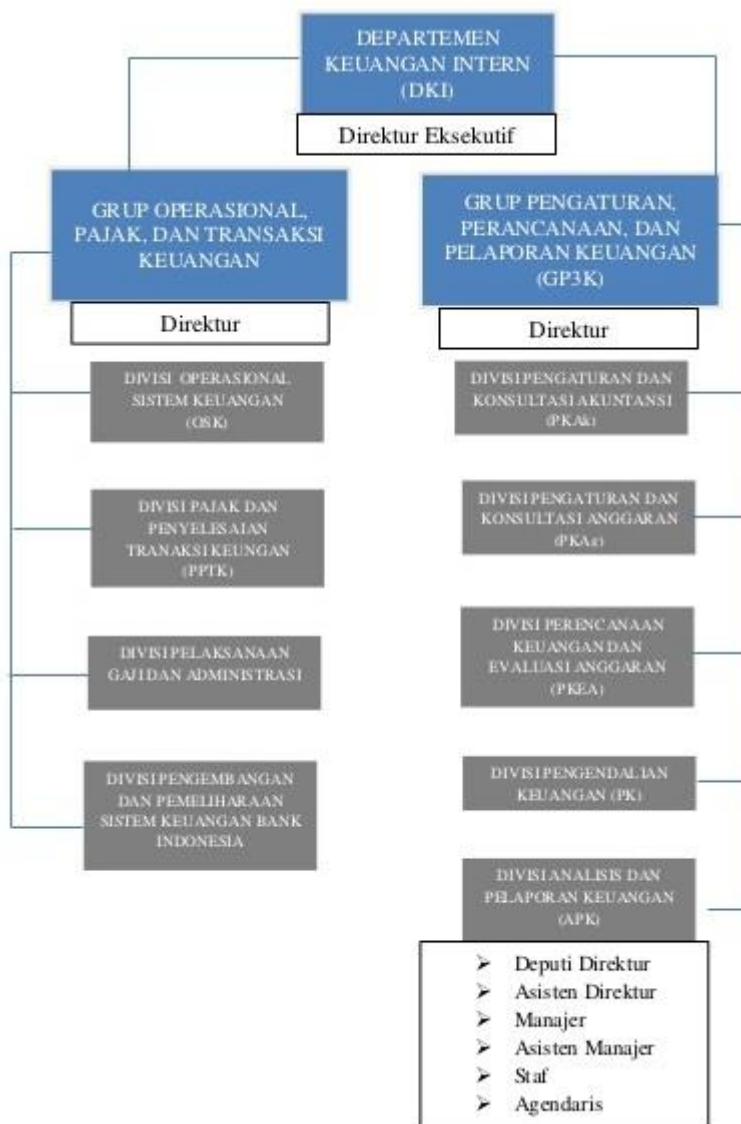 DEPARTEMEN
KEUANGAN INTERN
(DKI)
Direktur Eksekutif
GRUP OPERASIONAL,
PAJAK, DAN TRANSAKSI
KEUANGAN
Direktur
DIVISI OPERASIONAL
SISTEM KEUANGAN
(OSK)
DIVISI PAJAK DAN
PENYELESAIAN
TRANAKSI KEUNGAN
(PPTK)
DIVISI PELAKSANAAN
GAJI DAN ADMINISTRASI
DIVISI PENGEMBANGAN
DAN PEMELIHARAAN
SISTEM KEUANGAN BANK
INDONESIA
GRUP PENGATURAN,
PERANCANAAN, DAN
PELAPORAN KEUANGAN
(GP3K)
Direktur
DIVISI PENGATURAN DAN
KONSULTASI AKUNTANSI
(PKAk)
DIVISI PENGATURAN DAN
KONSULTASI ANGGARAN
DIVISI PERENCANAAN
KEUANGAN DAN
EVALUASI ANGGARAN
(PKEA)
DIVISI PENGENDALIAN
KEUANGAN (PK)
DIVISI ANALISIS DAN
PELAPORAN KEUANGAN
(APK)
➢ Deputi Direktur
➢ Asisten Direktur
➢ Manajer
➢ Asisten Manajer
➢ Staf
➢ Agendaris